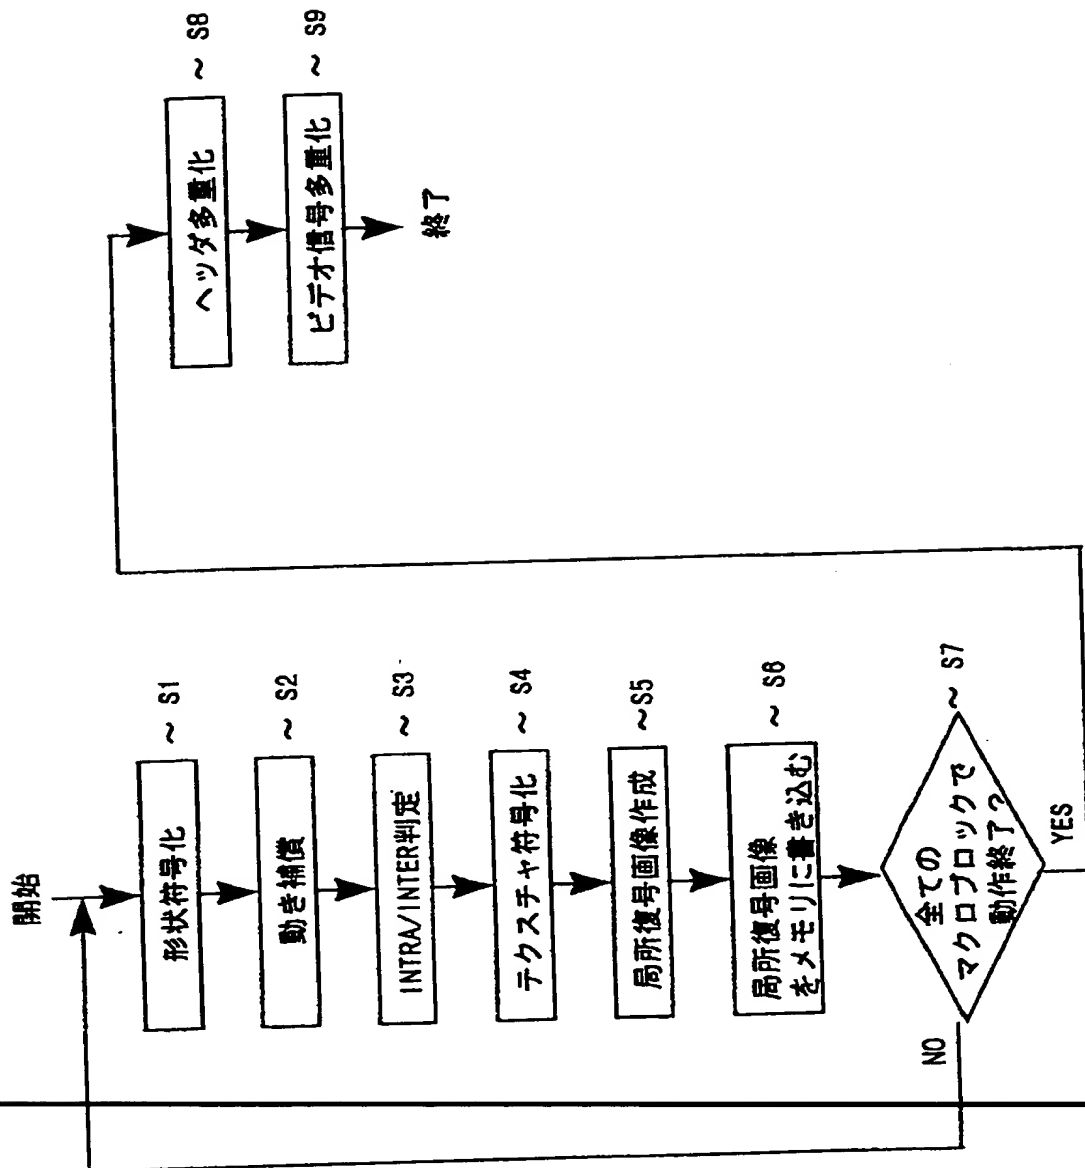 開始
形状符号化
~ S1
動き補償
~ S2
INTRA/INTER判定
~ S3
テクスチャ符号化
~ S4
局所復号画像作成
~S5
局所復号画像
をメモリに書き込む
~ S6
全ての
マクロブロックで
動作終了?
~ S7
NO
YES
ヘッダ多重化
~ S8
ビデオ信号多重化
~ S9
終了